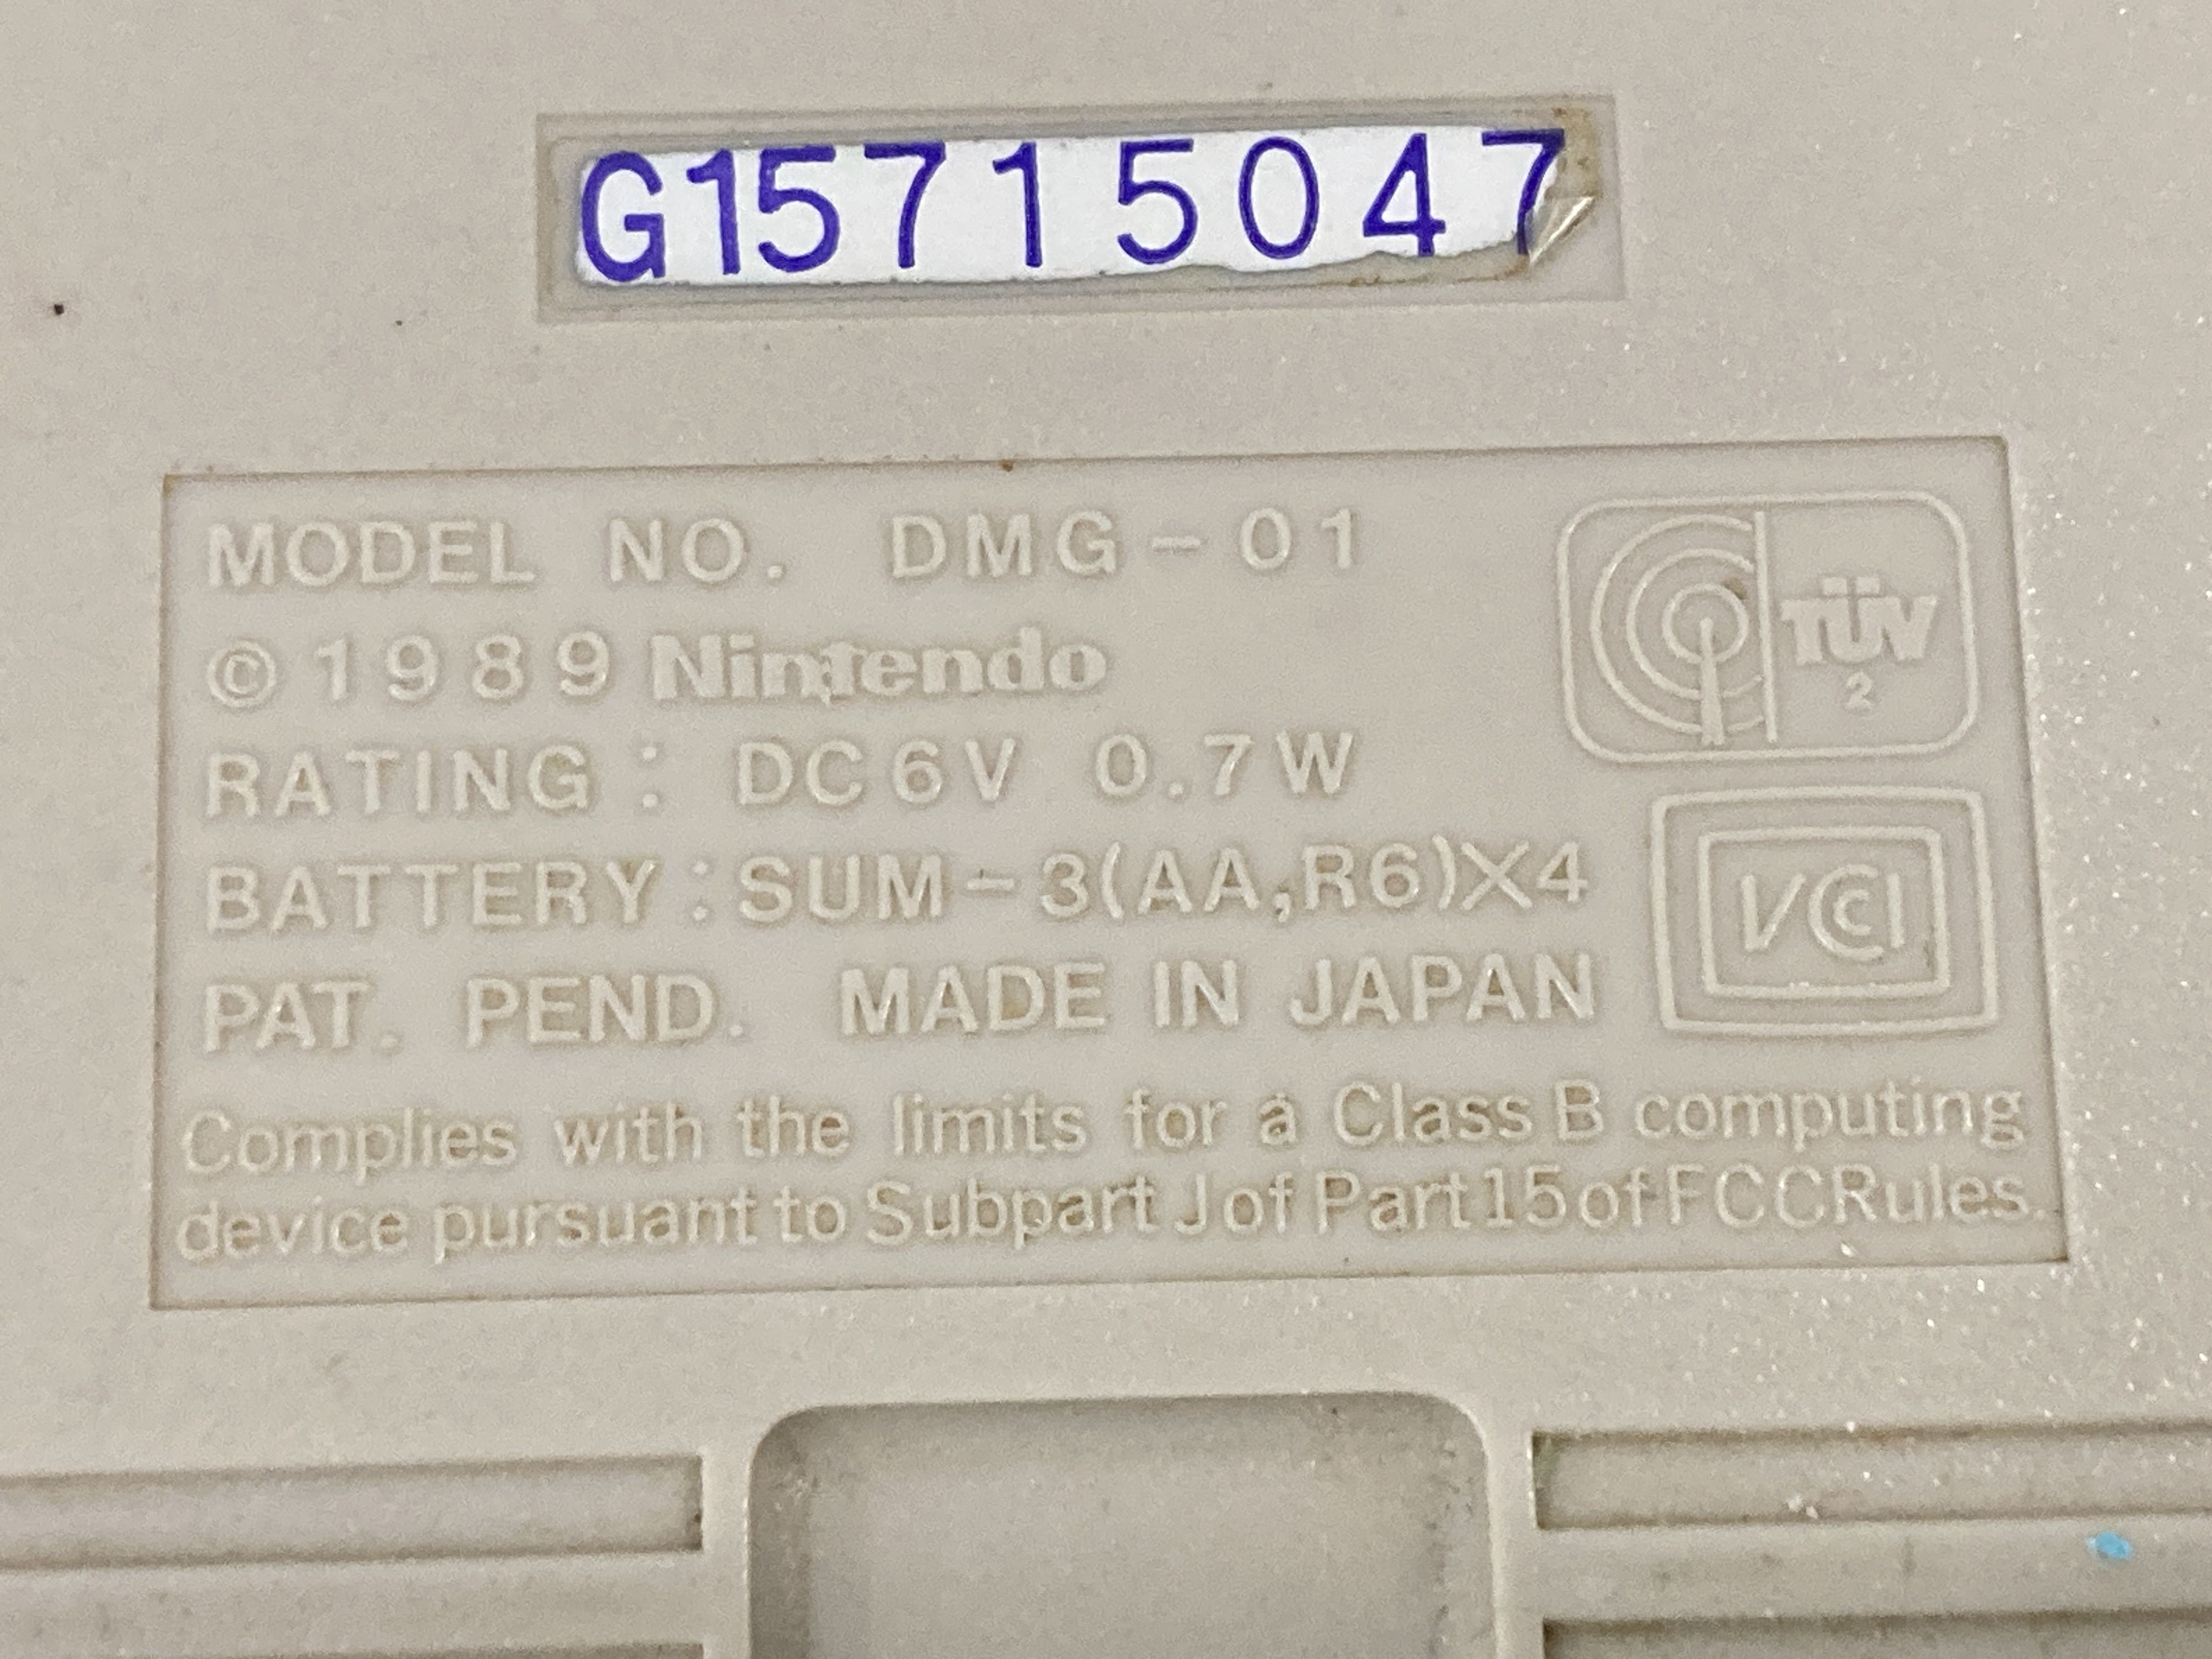 G15715047
MODEL NO. DMG-01
© 1989 Nintendo
TÜV
2
RATING: DC6V 0.7W
BATTERY: SUM-3(AA,R6)X4
VCCI
PAT. PEND. MADE IN JAPAN
Complies with the limits for a Class B computing
device pursuant to Subpart J of Part 15 of FCC Rules.